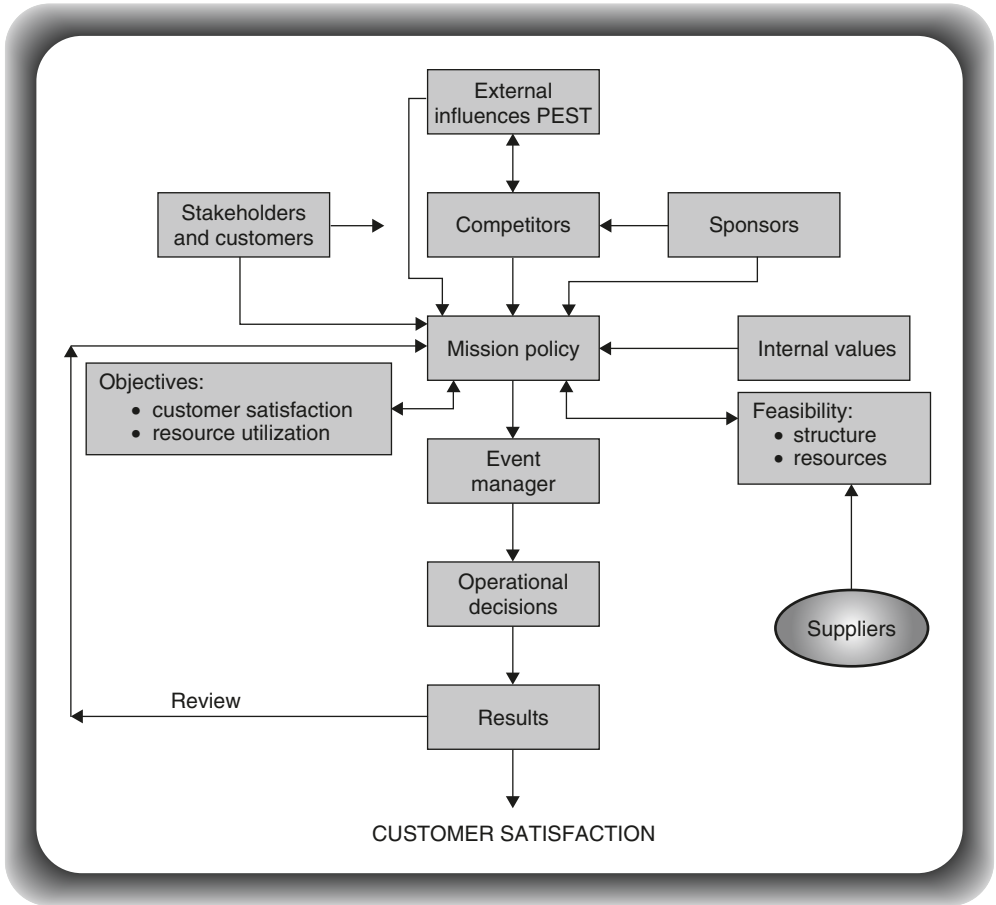 External
influences PEST
Stakeholders
and customers
Competitors
Sponsors
Mission policy
Internal values
Objectives:
• customer satisfaction
• resource utilization
Feasibility:
• structure
• resources
Event
manager
Operational
decisions
Suppliers
Review
Results
CUSTOMER SATISFACTION